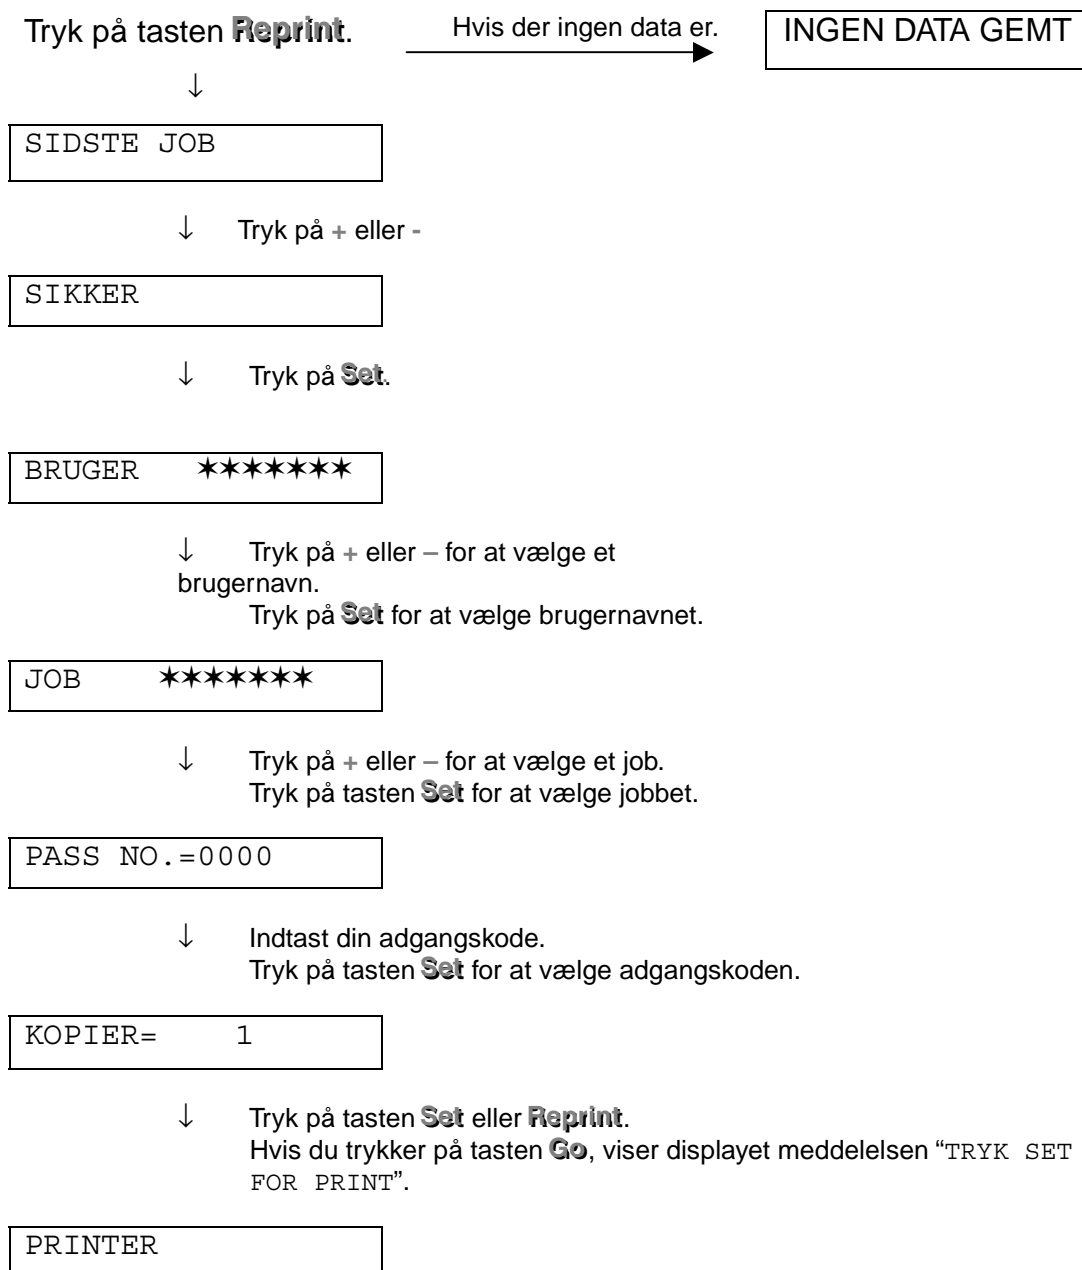 Tryk på tasten Reprint. Hvis der ingen data er. INGEN DATA GEMT
↓
SIDSTE JOB
↓ Tryk på + eller -
SIKKER
↓ Tryk på Set.
BRUGER ✶✶✶✶✶✶✶
↓ Tryk på + eller – for at vælge et
brugernavn.
Tryk på Set for at vælge brugernavnet.
JOB ✶✶✶✶✶✶✶
↓ Tryk på + eller – for at vælge et job.
Tryk på tasten Set for at vælge jobbet.
PASS NO.=0000
↓ Indtast din adgangskode.
Tryk på tasten Set for at vælge adgangskoden.
KOPIER= 1
↓ Tryk på tasten Set eller Reprint.
Hvis du trykker på tasten Go, viser displayet meddelelsen “TRYK SET
FOR PRINT”.
PRINTER